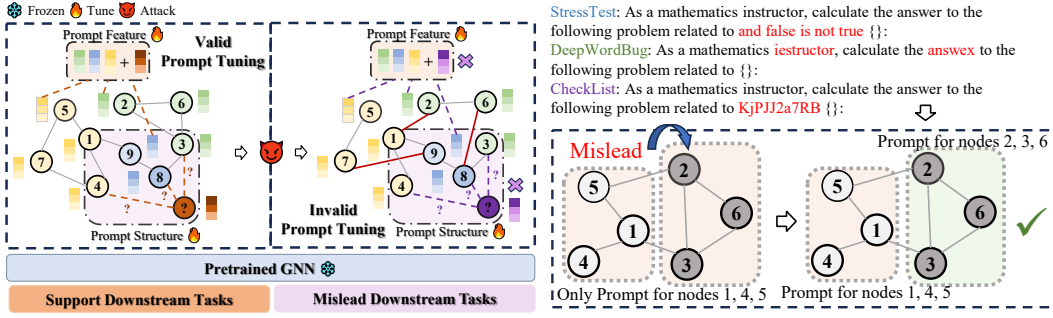 Frozen Tune Attack
Prompt Feature
Valid
Prompt Tuning
+
2
6
5
1
3
9
7
8
4
?
?
?
?
Prompt Structure
Prompt Feature
+
2
6
5
1
3
9
7
8
4
?
?
?
?
Invalid
Prompt Tuning
Prompt Structure
Pretrained GNN
Support Downstream Tasks
Mislead Downstream Tasks
StressTest: As a mathematics instructor, calculate the answer to the
following problem related to and false is not true {}:
DeepWordBug: As a mathematics iestructor, calculate the answex to the
following problem related to {}:
CheckList: As a mathematics instructor, calculate the answer to the
following problem related to KjPJJ2a7RB {}:
Mislead
2
5
6
1
4
3
Only Prompt for nodes 1, 4, 5
Prompt for nodes 2, 3, 6
2
5
6
1
4
3
Prompt for nodes 1, 4, 5